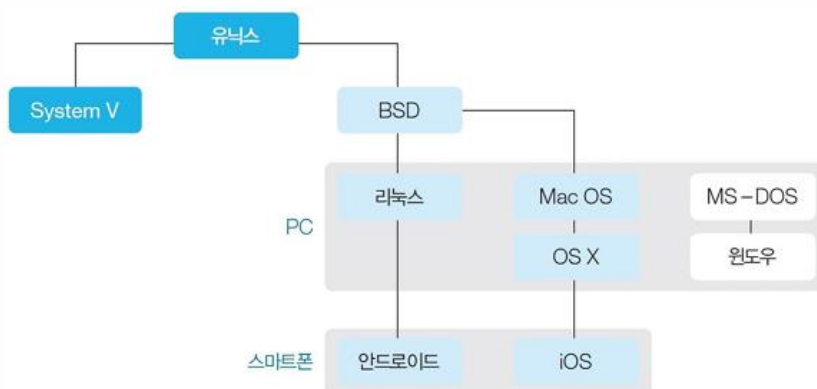 유닉스
System V
BSD
PC
리눅스
Mac OS
MS-DOS
OS X
윈도우
스마트폰
안드로이드
iOS